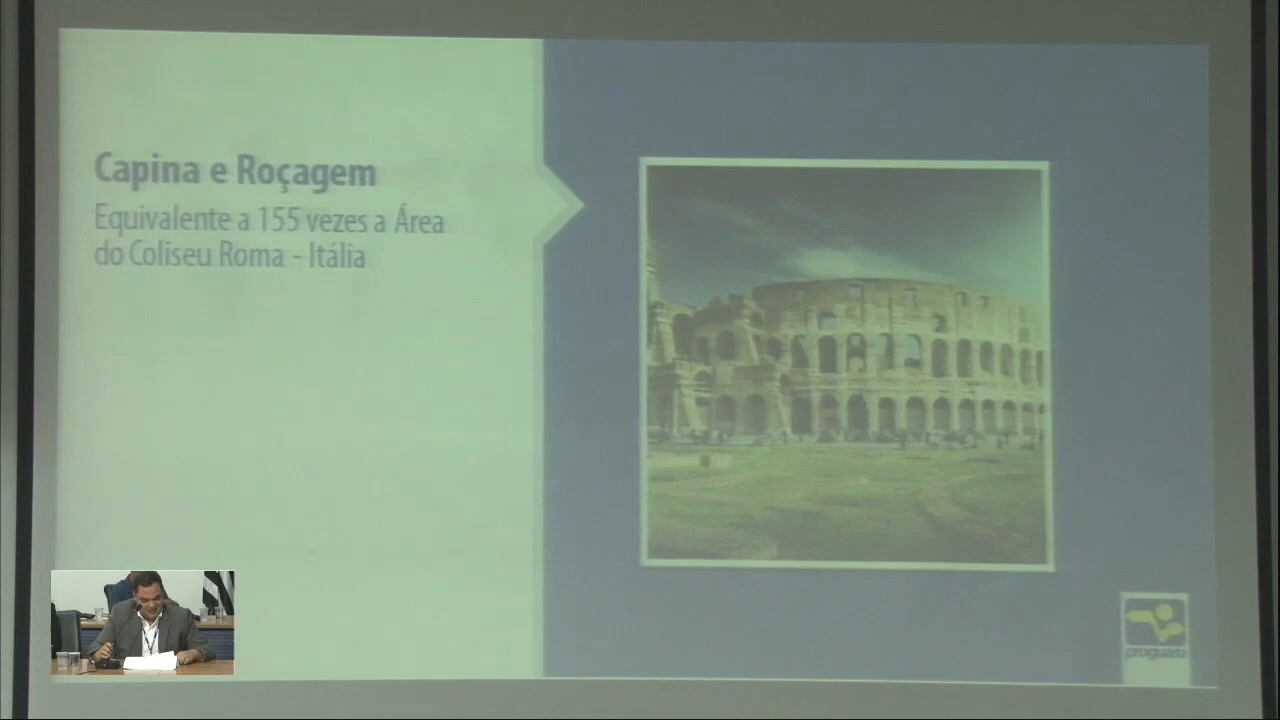 Capina e Roçagem
Equivalente a 155 vezes a Área
do Coliseu Roma - Itália
proguaru